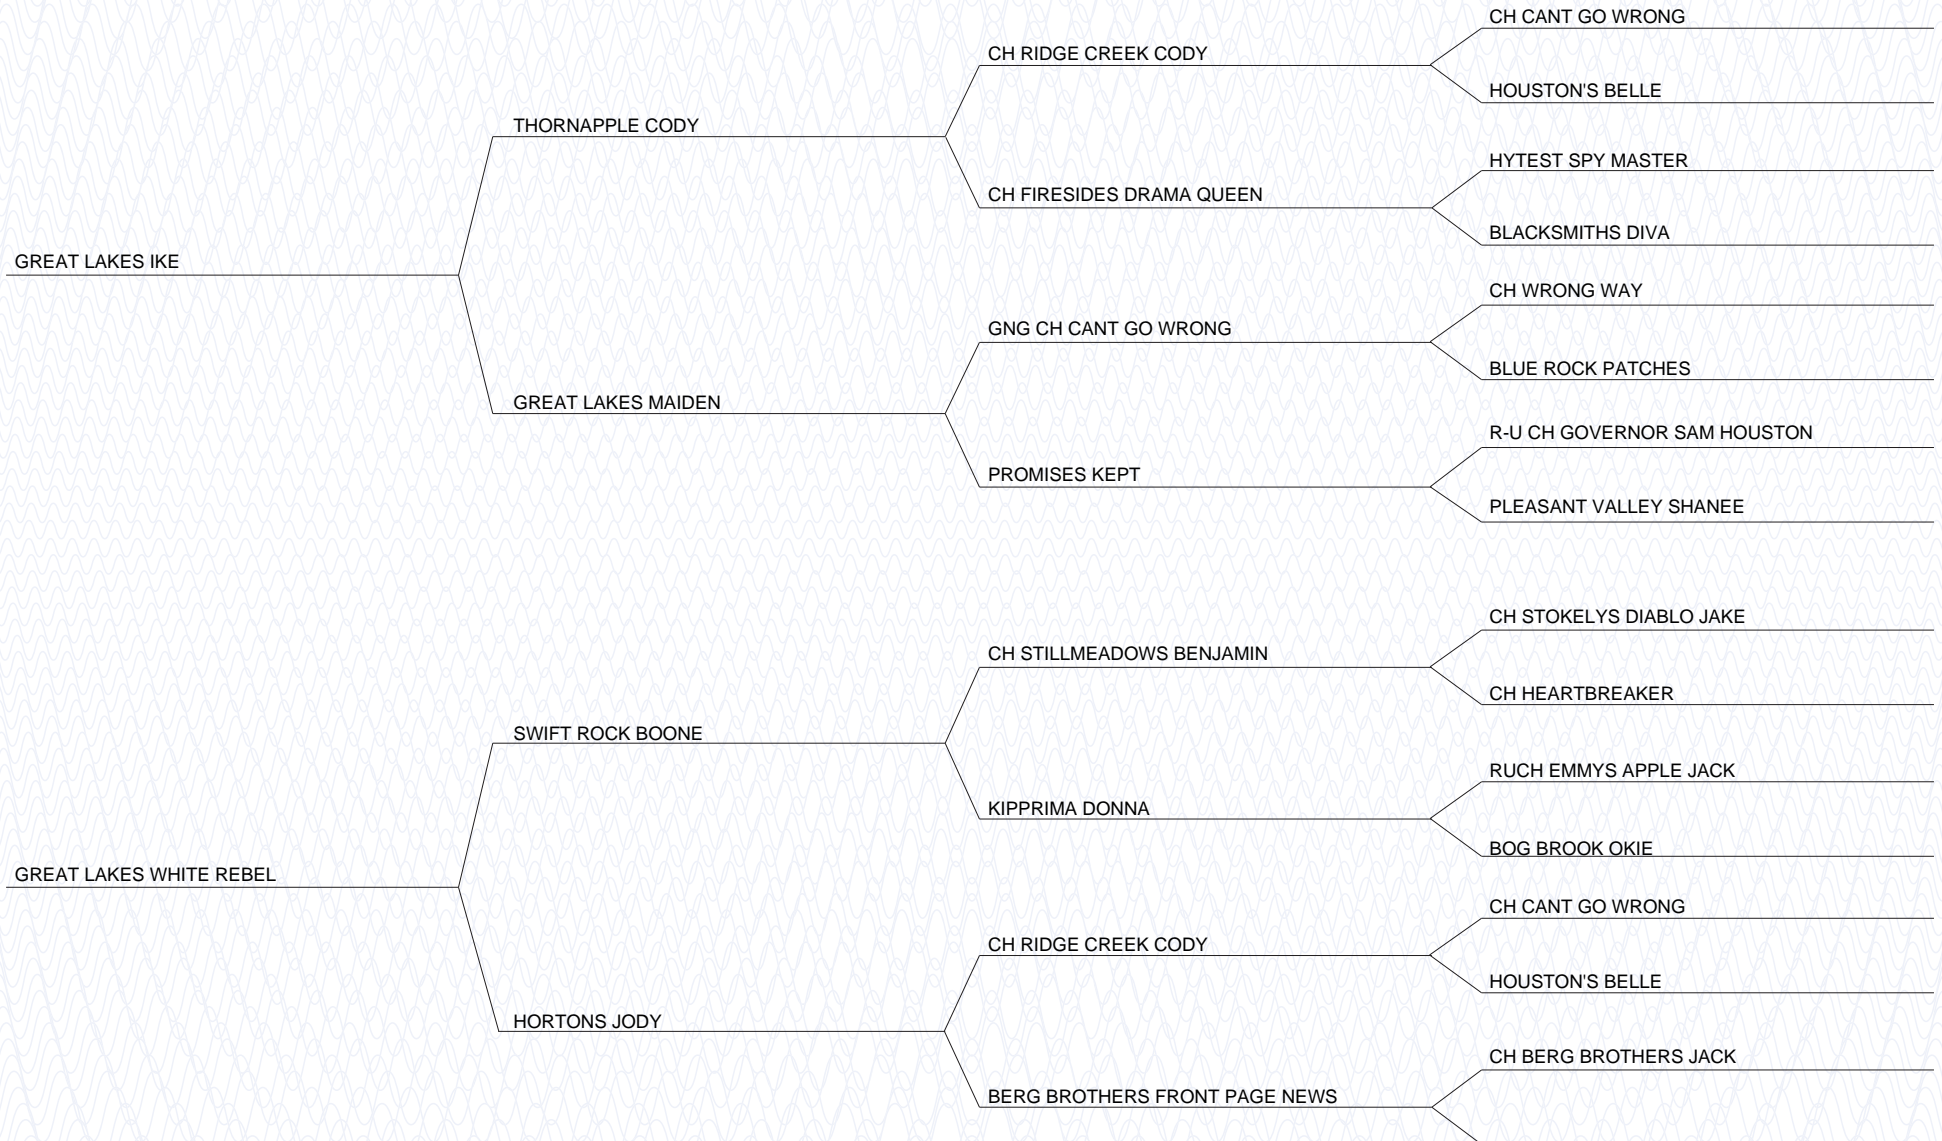 CH CANT GO WRONG
CH RIDGE CREEK CODY
HOUSTON'S BELLE
THORNAPPLE CODY
HYTEST SPY MASTER
CH FIRESIDES DRAMA QUEEN
BLACKSMITHS DIVA
GREAT LAKES IKE
CH WRONG WAY
GNG CH CANT GO WRONG
BLUE ROCK PATCHES
GREAT LAKES MAIDEN
R-U CH GOVERNOR SAM HOUSTON
PROMISES KEPT
PLEASANT VALLEY SHANEE
CH STOKELYS DIABLO JAKE
CH STILLMEADOWS BENJAMIN
CH HEARTBREAKER
SWIFT ROCK BOONE
RUCH EMMYS APPLE JACK
KIPPRIMA DONNA
BOG BROOK OKIE
GREAT LAKES WHITE REBEL
CH CANT GO WRONG
CH RIDGE CREEK CODY
HOUSTON'S BELLE
HORTONS JODY
CH BERG BROTHERS JACK
BERG BROTHERS FRONT PAGE NEWS